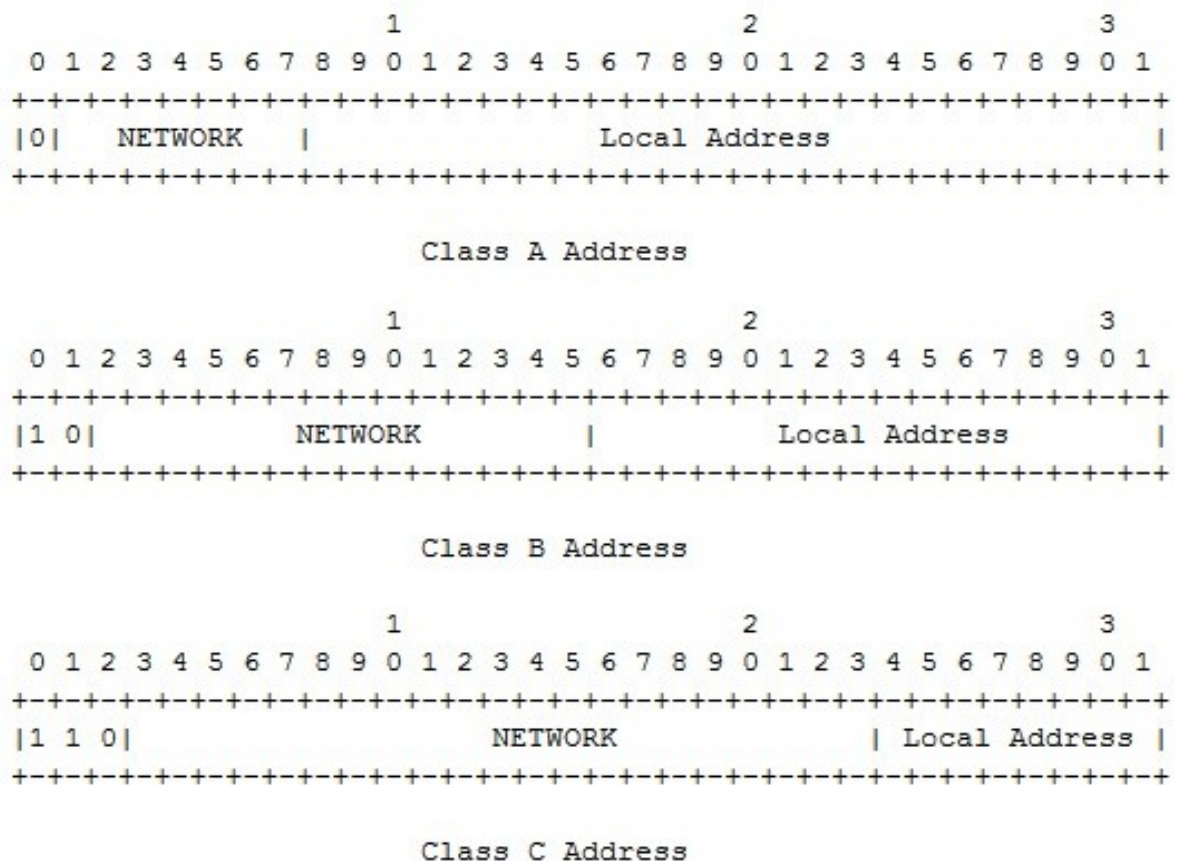 1                   2                   3
 0 1 2 3 4 5 6 7 8 9 0 1 2 3 4 5 6 7 8 9 0 1 2 3 4 5 6 7 8 9 0 1
+-+-+-+-+-+-+-+-+-+-+-+-+-+-+-+-+-+-+-+-+-+-+-+-+-+-+-+-+-+-+-+-+
|0|   NETWORK   |                Local Address                  |
+-+-+-+-+-+-+-+-+-+-+-+-+-+-+-+-+-+-+-+-+-+-+-+-+-+-+-+-+-+-+-+-+
                       Class A Address
                     1                   2                   3
 0 1 2 3 4 5 6 7 8 9 0 1 2 3 4 5 6 7 8 9 0 1 2 3 4 5 6 7 8 9 0 1
+-+-+-+-+-+-+-+-+-+-+-+-+-+-+-+-+-+-+-+-+-+-+-+-+-+-+-+-+-+-+-+-+
|1 0|           NETWORK         |          Local Address        |
+-+-+-+-+-+-+-+-+-+-+-+-+-+-+-+-+-+-+-+-+-+-+-+-+-+-+-+-+-+-+-+-+
                       Class B Address
                     1                   2                   3
 0 1 2 3 4 5 6 7 8 9 0 1 2 3 4 5 6 7 8 9 0 1 2 3 4 5 6 7 8 9 0 1
+-+-+-+-+-+-+-+-+-+-+-+-+-+-+-+-+-+-+-+-+-+-+-+-+-+-+-+-+-+-+-+-+
|1 1 0|                    NETWORK              | Local Address |
+-+-+-+-+-+-+-+-+-+-+-+-+-+-+-+-+-+-+-+-+-+-+-+-+-+-+-+-+-+-+-+-+
                       Class C Address